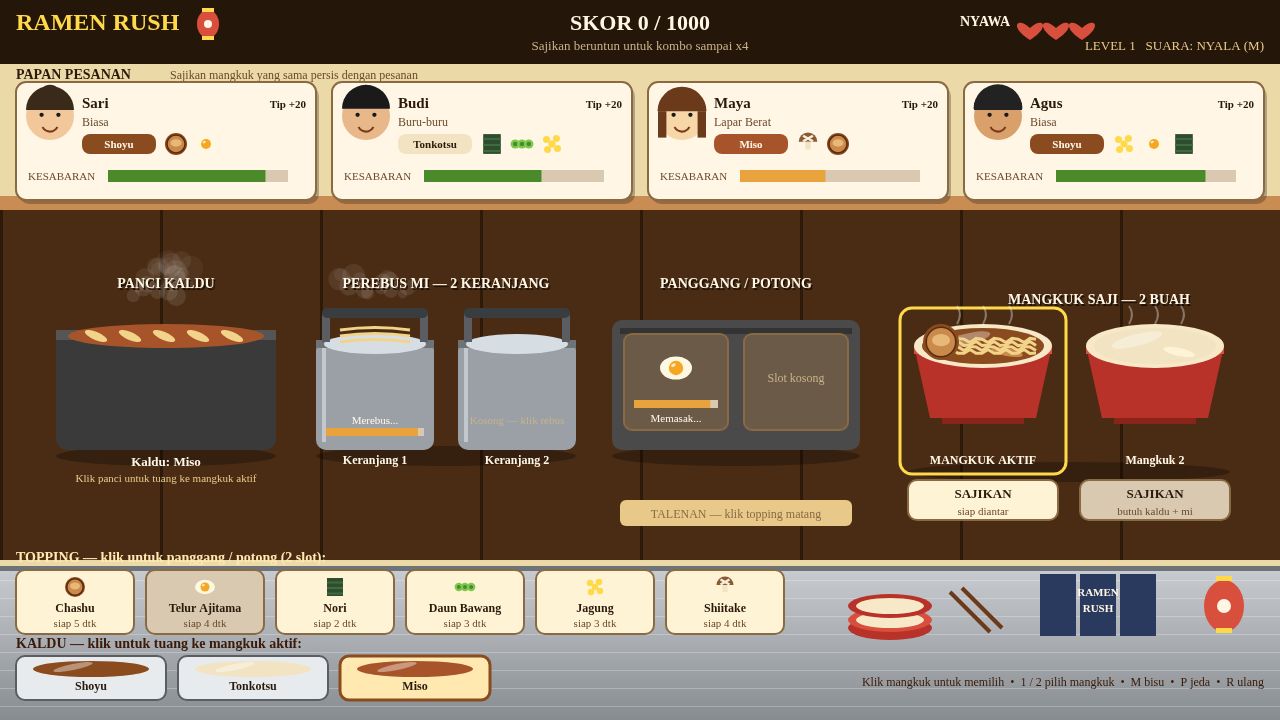 RAMEN RUSH
SKOR 0 / 1000
Sajikan beruntun untuk kombo sampai x4
NYAWA
LEVEL 1   SUARA: NYALA (M)
PAPAN PESANAN
Sajikan mangkuk yang sama persis dengan pesanan
Sari
Tip +20
Biasa
Shoyu
KESABARAN
Budi
Tip +20
Buru-buru
Tonkotsu
KESABARAN
Maya
Tip +20
Lapar Berat
Miso
KESABARAN
Agus
Tip +20
Biasa
Shoyu
KESABARAN
PANCI KALDU
Kaldu: Miso
Klik panci untuk tuang ke mangkuk aktif
PEREBUS MI — 2 KERANJANG
Merebus...
Keranjang 1
Kosong — klik rebus
Keranjang 2
PANGGANG / POTONG
Memasak...
Slot kosong
TALENAN — klik topping matang
MANGKUK SAJI — 2 BUAH
MANGKUK AKTIF
Mangkuk 2
SAJIKAN
siap diantar
SAJIKAN
butuh kaldu + mi
TOPPING — klik untuk panggang / potong (2 slot):
Chashu
siap 5 dtk
Telur Ajitama
siap 4 dtk
Nori
siap 2 dtk
Daun Bawang
siap 3 dtk
Jagung
siap 3 dtk
Shiitake
siap 4 dtk
RAMEN
RUSH
KALDU — klik untuk tuang ke mangkuk aktif:
Shoyu
Tonkotsu
Miso
Klik mangkuk untuk memilih • 1 / 2 pilih mangkuk • M bisu • P jeda • R ulang